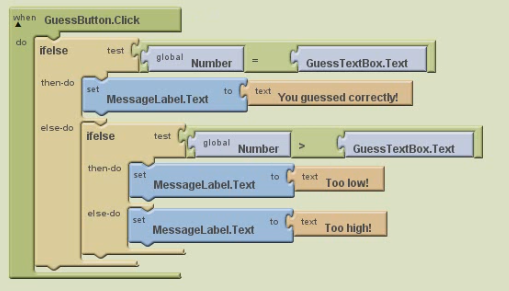 when GuessButton.Click
do ifelse test global Number = GuessTextBox.Text
then-do set MessageLabel.Text to text You guessed correctly!
else-do ifelse test global Number > GuessTextBox.Text
then-do set MessageLabel.Text to text Too low!
else-do set MessageLabel.Text to text Too high!